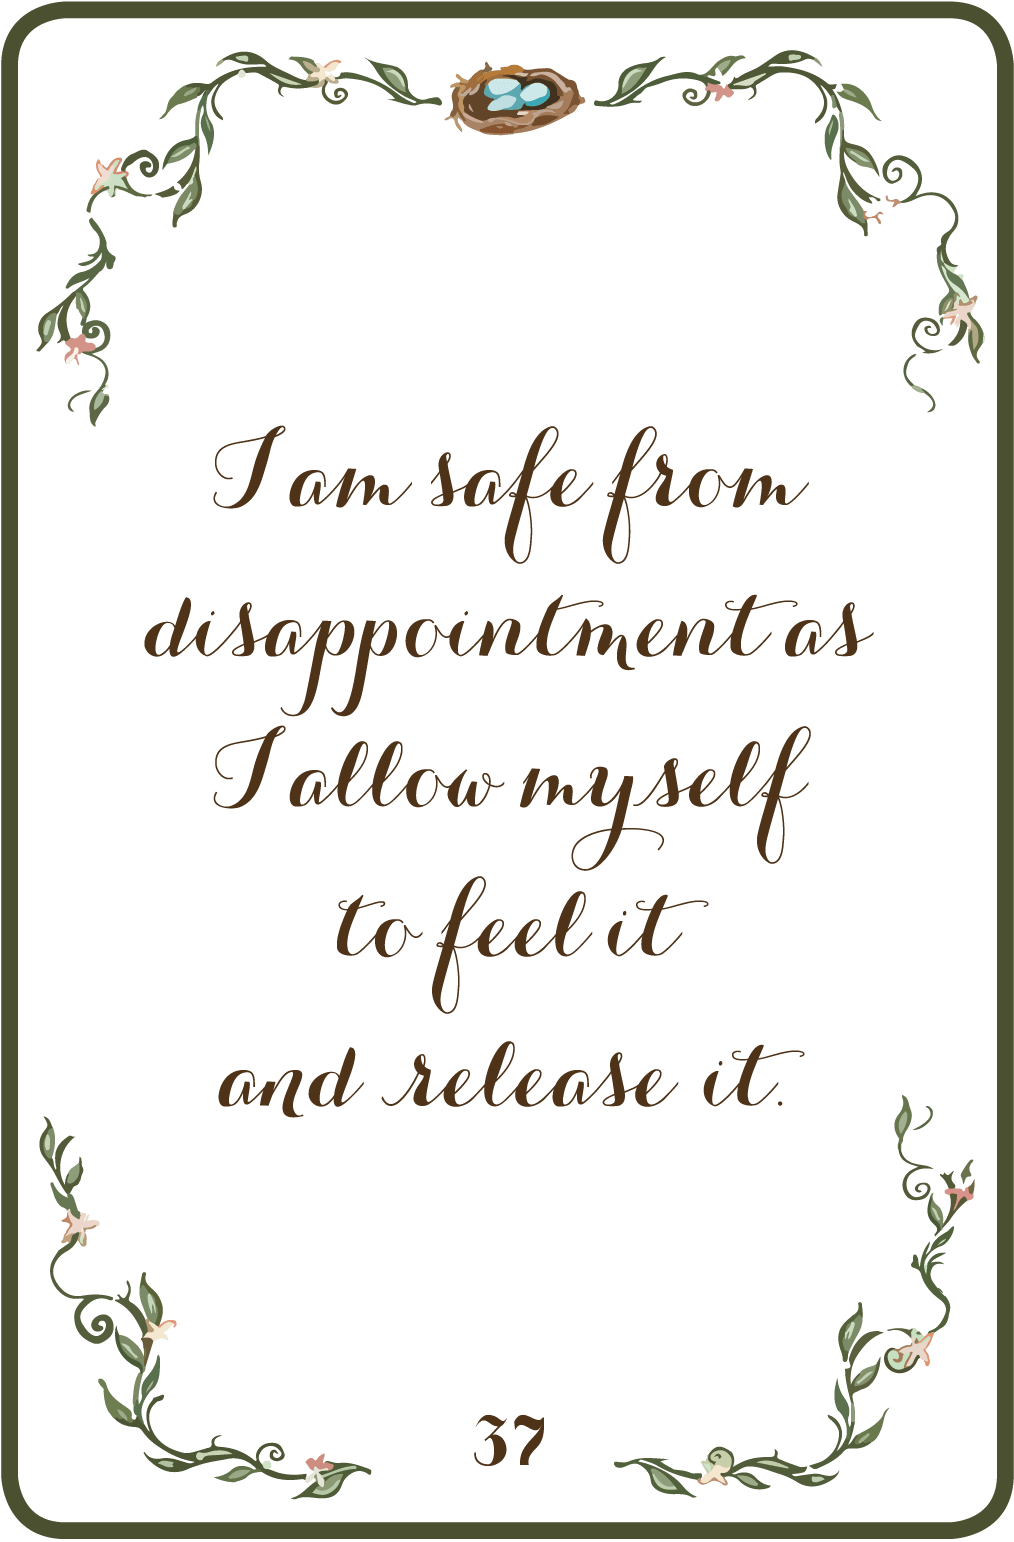 I am safe from
disappointment as
I allow myself
to feel it
and release it.
37